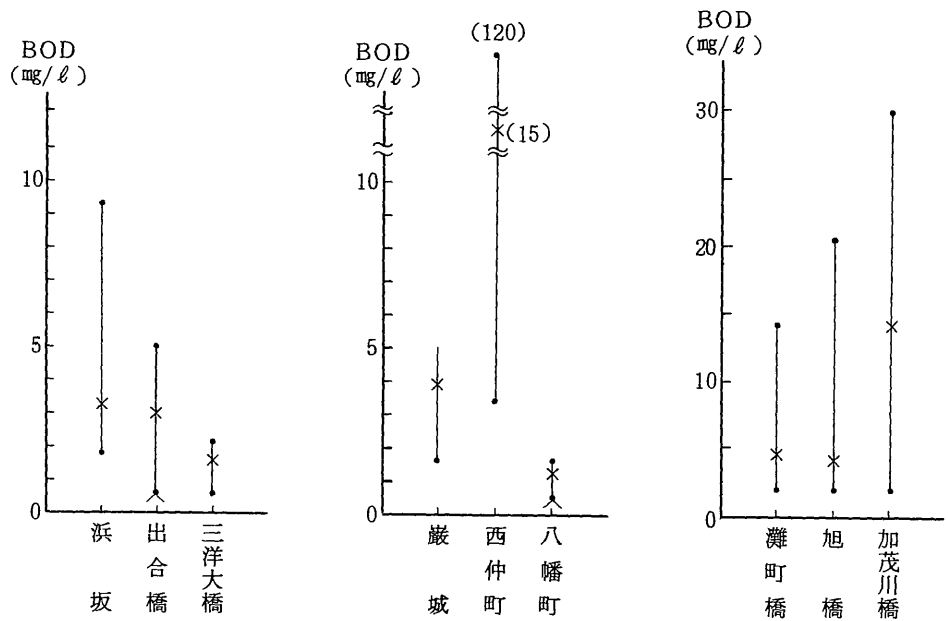 BOD
(mg/ℓ)
10
5
0
浜坂
出合橋
三洋大橋
BOD
(mg/ℓ)
(120)
(15)
10
5
0
巌城
西仲町
八幡町
BOD
(mg/ℓ)
30
20
10
0
灘町橋
旭橋
加茂川橋